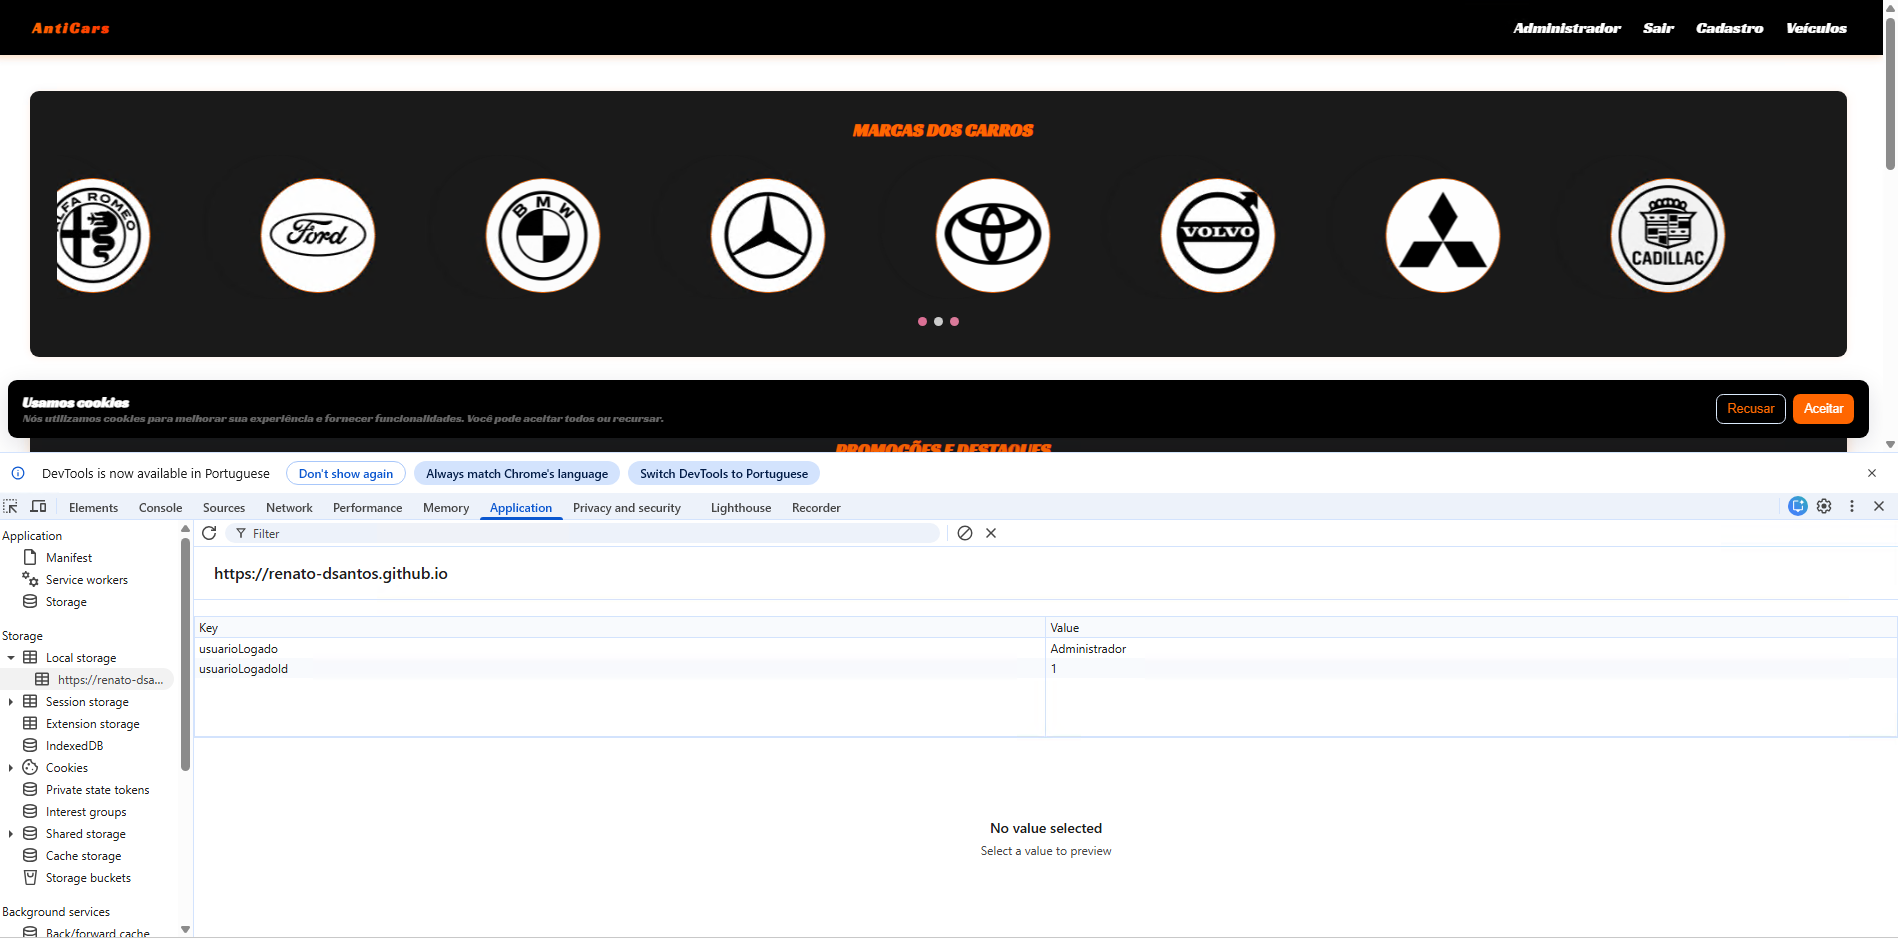 AntiCars
Administrador Sair Cadastro Veículos
MARCAS DOS CARROS
ALFA ROMEO
Ford
BMW
VOLVO
CADILLAC
Usamos cookies
Nós utilizamos cookies para melhorar sua experiência e fornecer funcionalidades. Você pode aceitar todos ou recursar.
Recusar Aceitar
PROMOÇÕES E DESTAQUES
DevTools is now available in Portuguese Don't show again Always match Chrome's language Switch DevTools to Portuguese
Elements Console Sources Network Performance Memory Application Privacy and security Lighthouse Recorder
Application
Manifest
Service workers
Storage
Storage
Local storage
https://renato-dsa...
Session storage
Extension storage
IndexedDB
Cookies
Private state tokens
Interest groups
Shared storage
Cache storage
Storage buckets
Background services
Back/forward cache
Filter
https://renato-dsantos.github.io
Key Value
usuarioLogado Administrador
usuarioLogadoId 1
No value selected
Select a value to preview